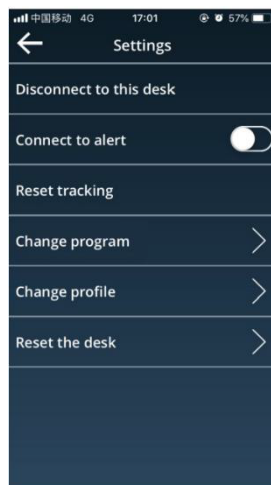 中国移动 4G 17:01 57%
Settings
Disconnect to this desk
Connect to alert
Reset tracking
Change program
Change profile
Reset the desk